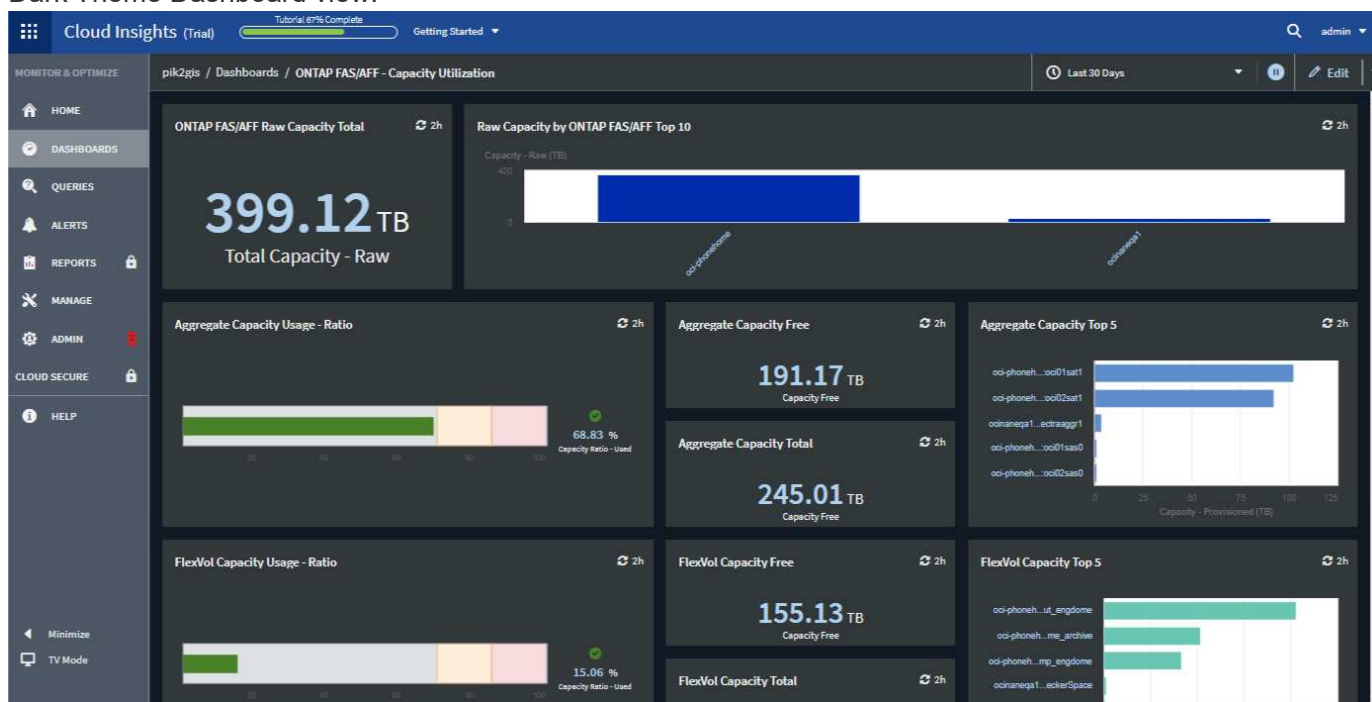 Dark Theme Dashboard view:
Cloud Insights (Trial)
Tutorial 67% Complete
Getting Started
admin
MONITOR & OPTIMIZE
HOME
DASHBOARDS
QUERIES
ALERTS
REPORTS
MANAGE
ADMIN
CLOUD SECURE
HELP
Minimize
TV Mode
pik2gis / Dashboards / ONTAP FAS/AFF - Capacity Utilization
Last 30 Days
Edit
ONTAP FAS/AFF Raw Capacity Total 2h
399.12 TB
Total Capacity - Raw
Raw Capacity by ONTAP FAS/AFF Top 10 2h
Capacity - Raw (TB)
400
0
oci-phonehome
ocinaneqa1
Aggregate Capacity Usage - Ratio 2h
68.83 %
Capacity Ratio - Used
20 40 60 80 100
Aggregate Capacity Free 2h
191.17 TB
Capacity Free
Aggregate Capacity Total 2h
245.01 TB
Capacity Free
Aggregate Capacity Top 5 2h
oci-phoneh...:oci01sat1
oci-phoneh...:oci02sat1
ocinaneqa1...ectraaggr1
oci-phoneh...:oci01sas0
oci-phoneh...:oci02sas0
0 25 50 75 100 125
Capacity - Provisioned (TB)
FlexVol Capacity Usage - Ratio 2h
15.06 %
Capacity Ratio - Used
20 40 60 80 100
FlexVol Capacity Free 2h
155.13 TB
Capacity Free
FlexVol Capacity Total 2h
FlexVol Capacity Top 5 2h
oci-phoneh...ut_engdome
oci-phoneh...me_archive
oci-phoneh...mp_engdome
ocinaneqa1...eckerSpace